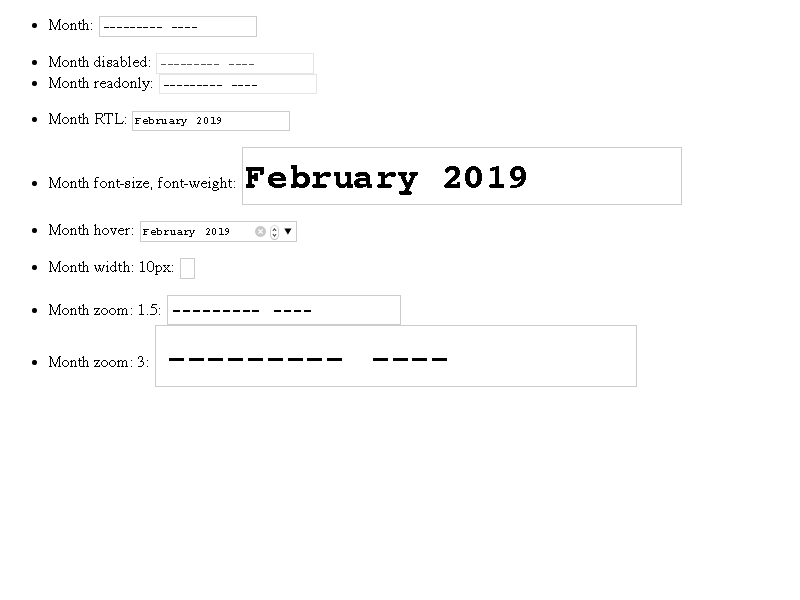 Month: --------- ----
Month disabled: --------- ----
Month readonly: --------- ----
Month RTL: February 2019
Month font-size, font-weight: February 2019
Month hover: February 2019
Month width: 10px:
Month zoom: 1.5: --------- ----
Month zoom: 3: --------- ----